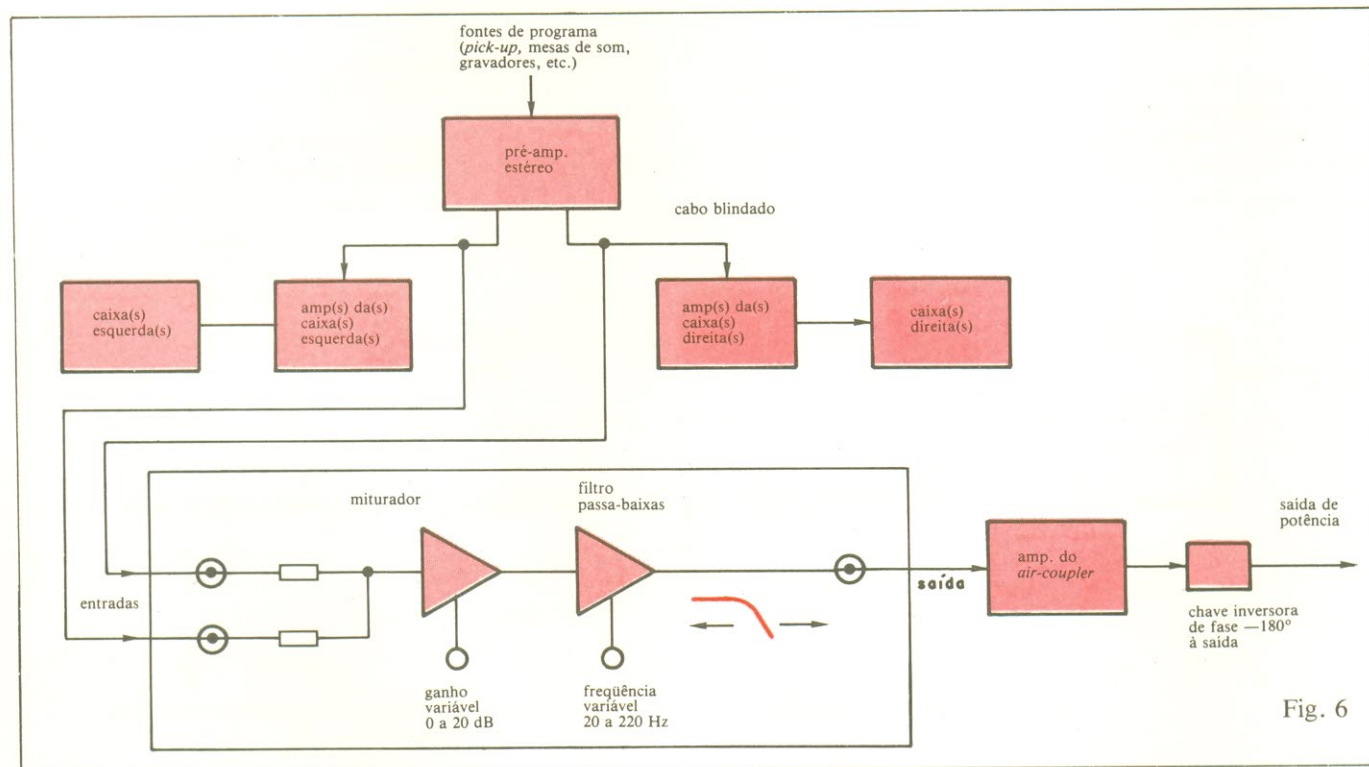 fontes de programa
(pick-up, mesas de som,
gravadores, etc.)
pré-amp.
estéreo
cabo blindado
caixa(s)
esquerda(s)
amp(s) da(s)
caixa(s)
esquerda(s)
amp(s) da(s)
caixa(s)
direita(s)
caixa(s)
direita(s)
miturador
filtro
passa-baixas
entradas
ganho
variável
0 a 20 dB
freqüência
variável
20 a 220 Hz
saída
amp. do
air-coupler
saída de
potência
chave inversora
de fase —180°
à saída
Fig. 6